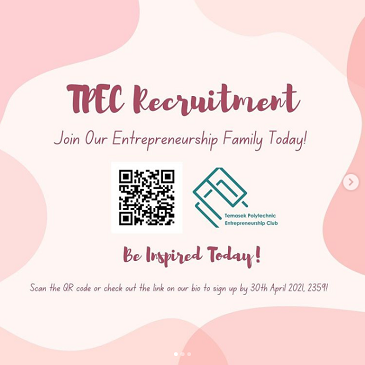 TPEC Recruitment
Join Our Entrepreneurship Family Today!
Temasek Polytechnic
Entrepreneurship Club
Be Inspired Today!
Scan the QR code or check out the link on our bio to sign up by 30th April 2021, 2359!